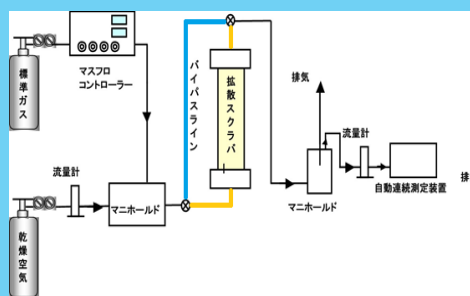 標準ガス
マスフロ
コントローラー
バイパスライン
拡散スクラバ
排気
流量計
自動連続測定装置
排
マニホールド
流量計
マニホールド
乾燥空気